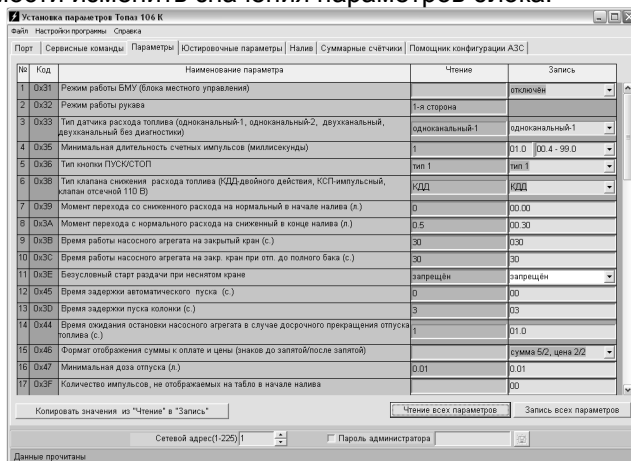 ности изменять значения параметров блока.
Установка параметров Топаз 106 К
Файл Настройки программы Справка
Порт Сервисные команды Параметры Юстировочные параметры Налив Суммарные счётчики Помощник конфигурации АЗС
№ Код Наименование параметра Чтение Запись
1 0x31 Режим работы БМУ (блока местного управления) отключён
2 0x32 Режим работы рукава 1-я сторона
3 0x33 Тип датчика расхода топлива (одноканальный-1, одноканальный-2, двухканальный, двухканальный без диагностики) одноканальный-1 одноканальный-1
4 0x35 Минимальная длительность счетных импульсов (миллисекунды) 1 01.0 00.4 - 99.0
5 0x36 Тип кнопки ПУСК/СТОП тип 1 тип 1
6 0x38 Тип клапана снижения расхода топлива (КДД-двойного действия, КСП-импульсный, клапан отсечной 110 В) КДД КДД
7 0x39 Момент перехода со сниженного расхода на нормальный в начале налива (л.) 0 00.00
8 0x3A Момент перехода с нормального расхода на сниженный в конце налива (л.) 0.5 00.30
9 0x3B Время работы насосного агрегата на закрытый кран (с.) 30 030
10 0x3C Время работы насосного агрегата на закр. кран при отп. до полного бака (с.) 30 30
11 0x3E Безусловный старт раздачи при неснятом кране запрещён запрещён
12 0x45 Время задержки автоматического пуска (с.) 0 00
13 0x3D Время задержки пуска колонки (с.) 3 03
14 0x44 Время ожидания остановки насосного агрегата в случае досрочного прекращения отпуска топлива (с.) 1 01.0
15 0x46 Формат отображения суммы к оплате и цены (знаков до запятой/после запятой) сумма 5/2, цена 2/2
16 0x47 Минимальная доза отпуска (л.) 0.01 0.01
17 0x3F Количество импульсов, не отображаемых на табло в начале налива 00
Копировать значения из "Чтение" в "Запись" Чтение всех параметров Запись всех параметров
Сетевой адрес(1-225) 1 Пароль администратора
Данные прочитаны